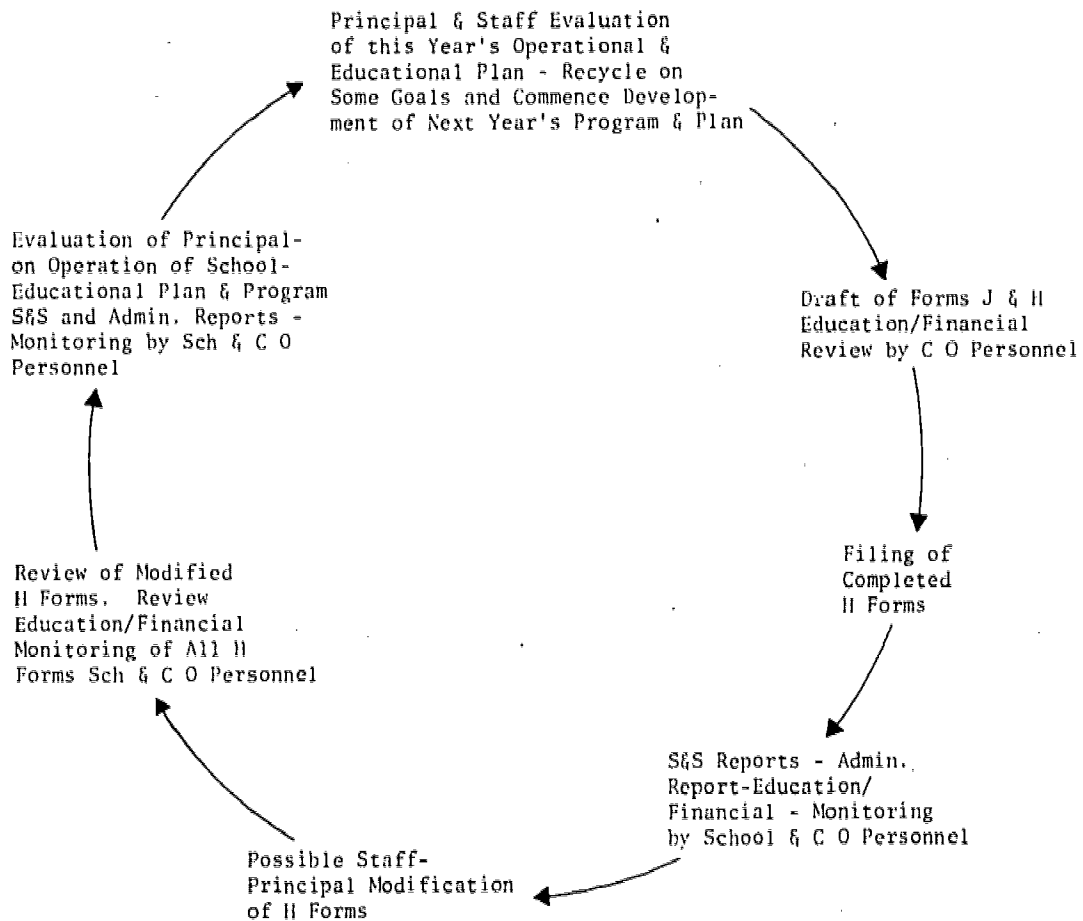 Principal & Staff Evaluation
of this Year's Operational &
Educational Plan - Recycle on
Some Goals and Commence Develop-
ment of Next Year's Program & Plan
Draft of Forms J & H
Education/Financial
Review by C O Personnel
Filing of
Completed
H Forms
S&S Reports - Admin.
Report-Education/
Financial - Monitoring
by School & C O Personnel
Possible Staff-
Principal Modification
of H Forms
Review of Modified
H Forms. Review
Education/Financial
Monitoring of All H
Forms Sch & C O Personnel
Evaluation of Principal-
on Operation of School-
Educational Plan & Program
S&S and Admin. Reports -
Monitoring by Sch & C O
Personnel